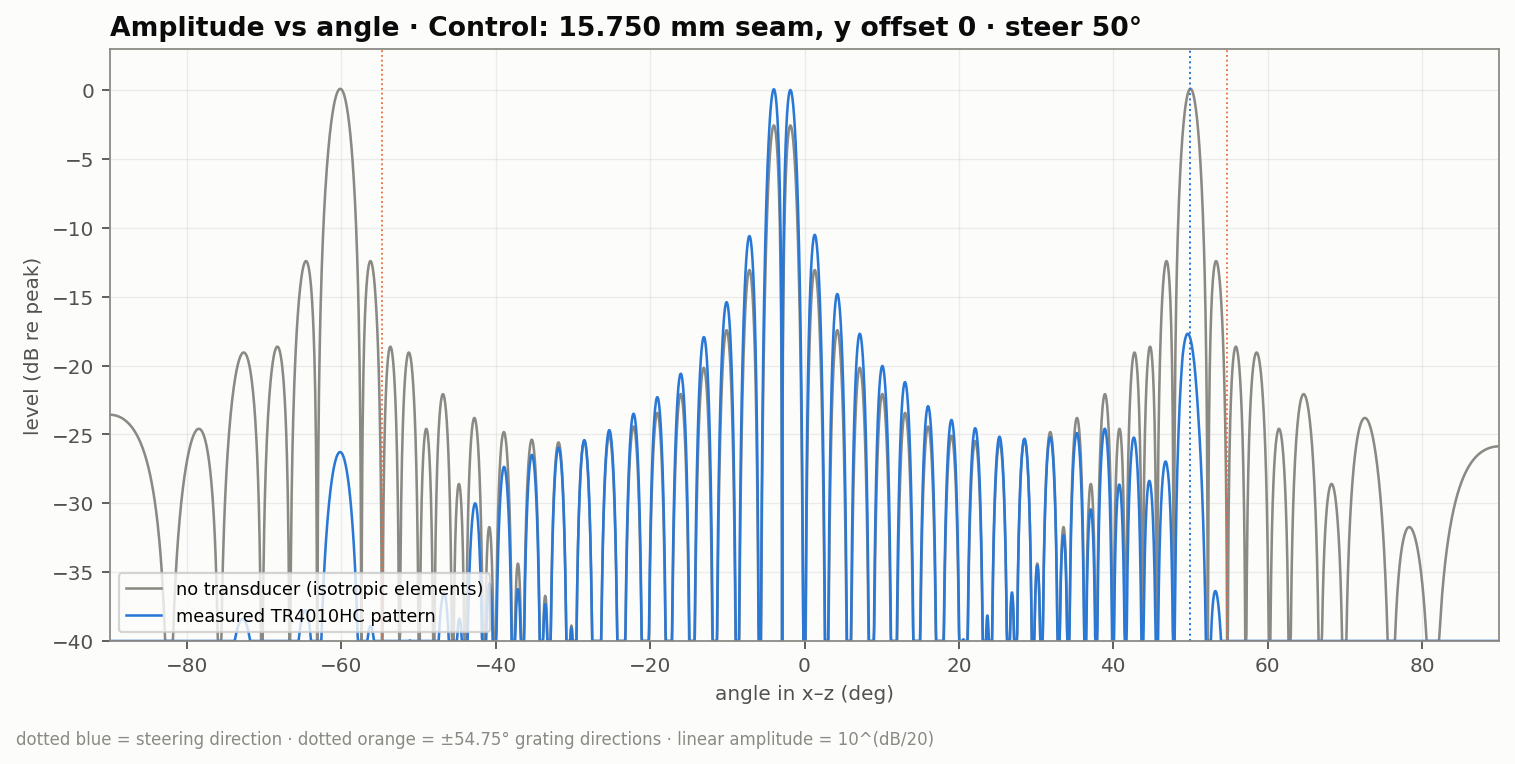 Amplitude vs angle · Control: 15.750 mm seam, y offset 0 · steer 50°
level (dB re peak)
0
−5
−10
−15
−20
−25
−30
−35
−40
no transducer (isotropic elements)
measured TR4010HC pattern
−80 −60 −40 −20 0 20 40 60 80
angle in x–z (deg)
dotted blue = steering direction · dotted orange = ±54.75° grating directions · linear amplitude = 10^(dB/20)